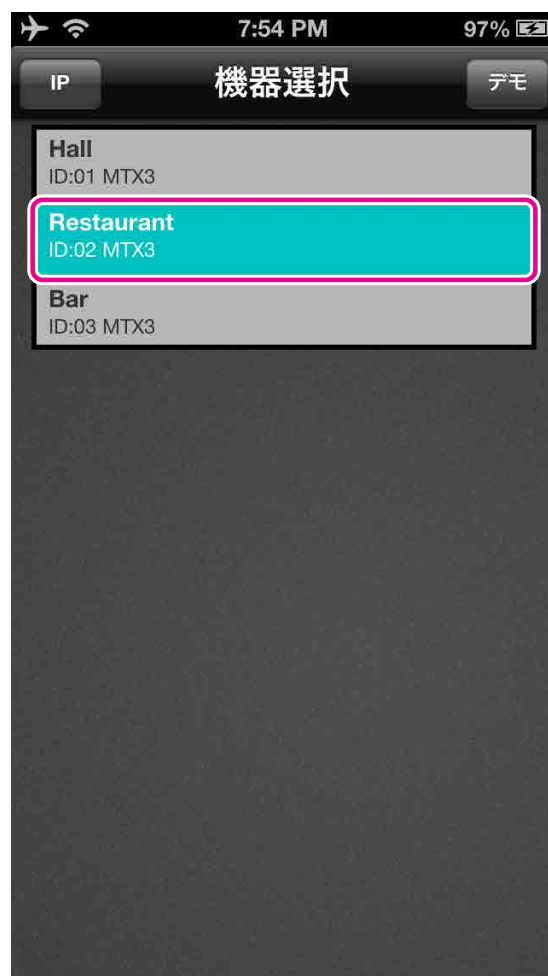 7:54 PM 97%
IP 機器選択 デモ
Hall
ID:01 MTX3
Restaurant
ID:02 MTX3
Bar
ID:03 MTX3